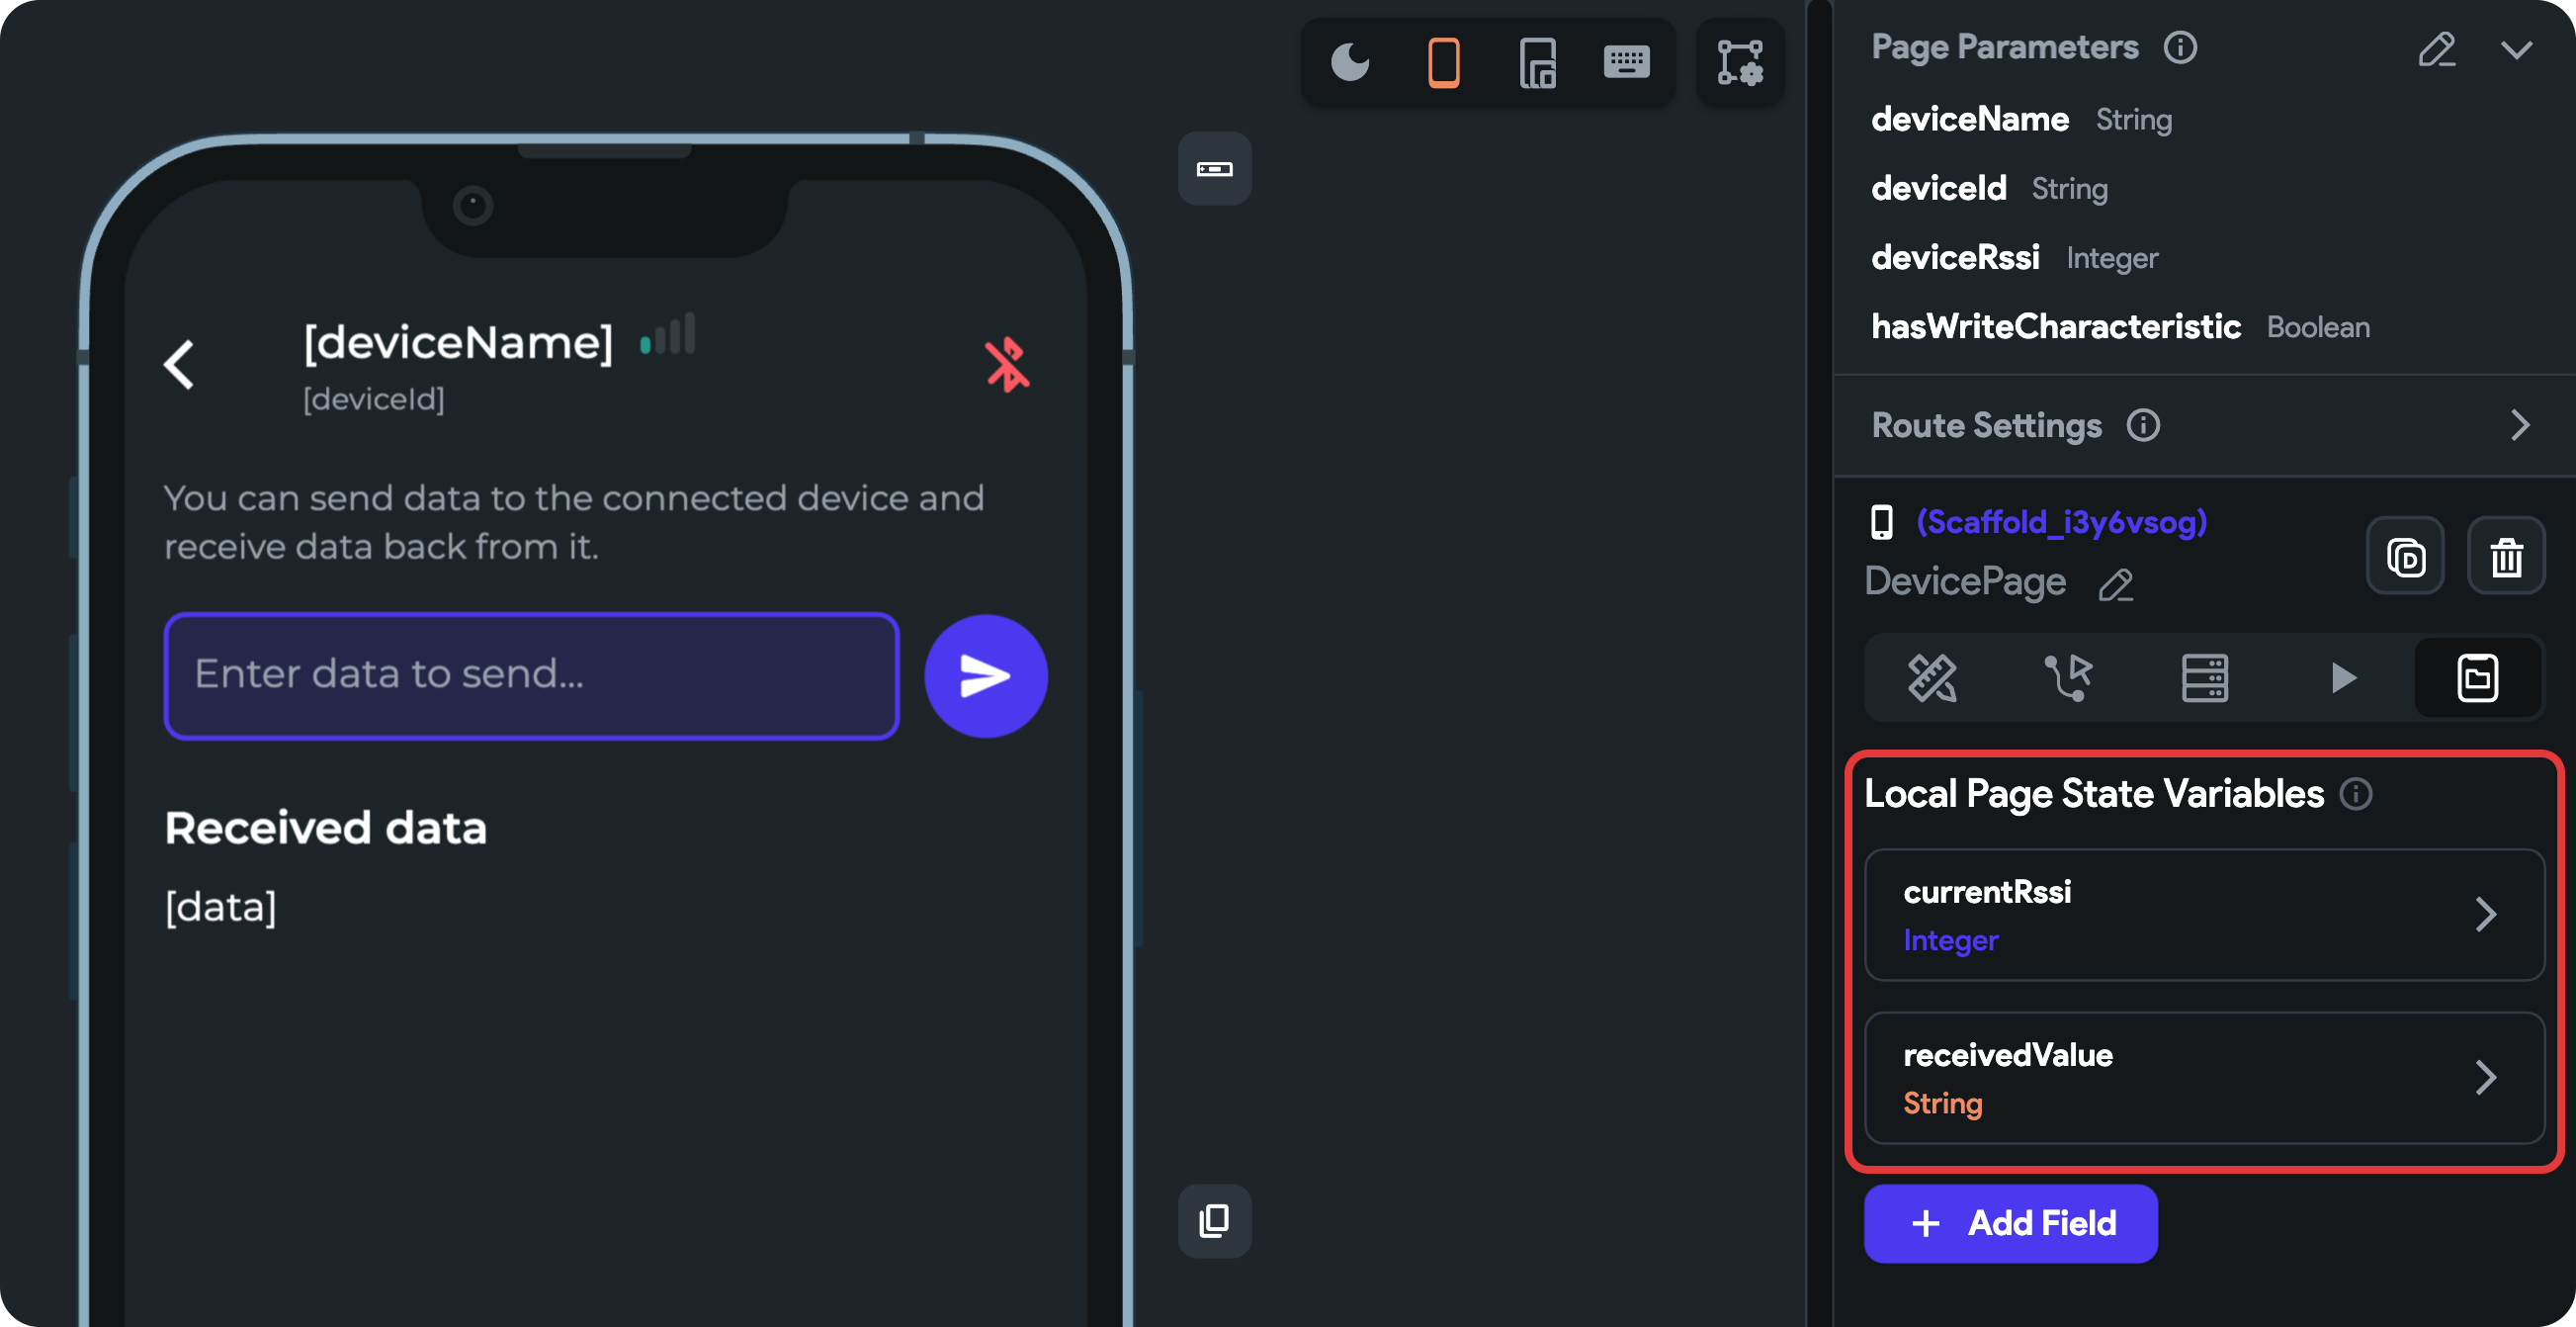 [deviceName]
[deviceId]
You can send data to the connected device and
receive data back from it.
Enter data to send...
Received data
[data]
Page Parameters
deviceName String
deviceId String
deviceRssi Integer
hasWriteCharacteristic Boolean
Route Settings
(Scaffold_i3y6vsog)
DevicePage
D
Local Page State Variables
currentRssi
Integer
receivedValue
String
+ Add Field